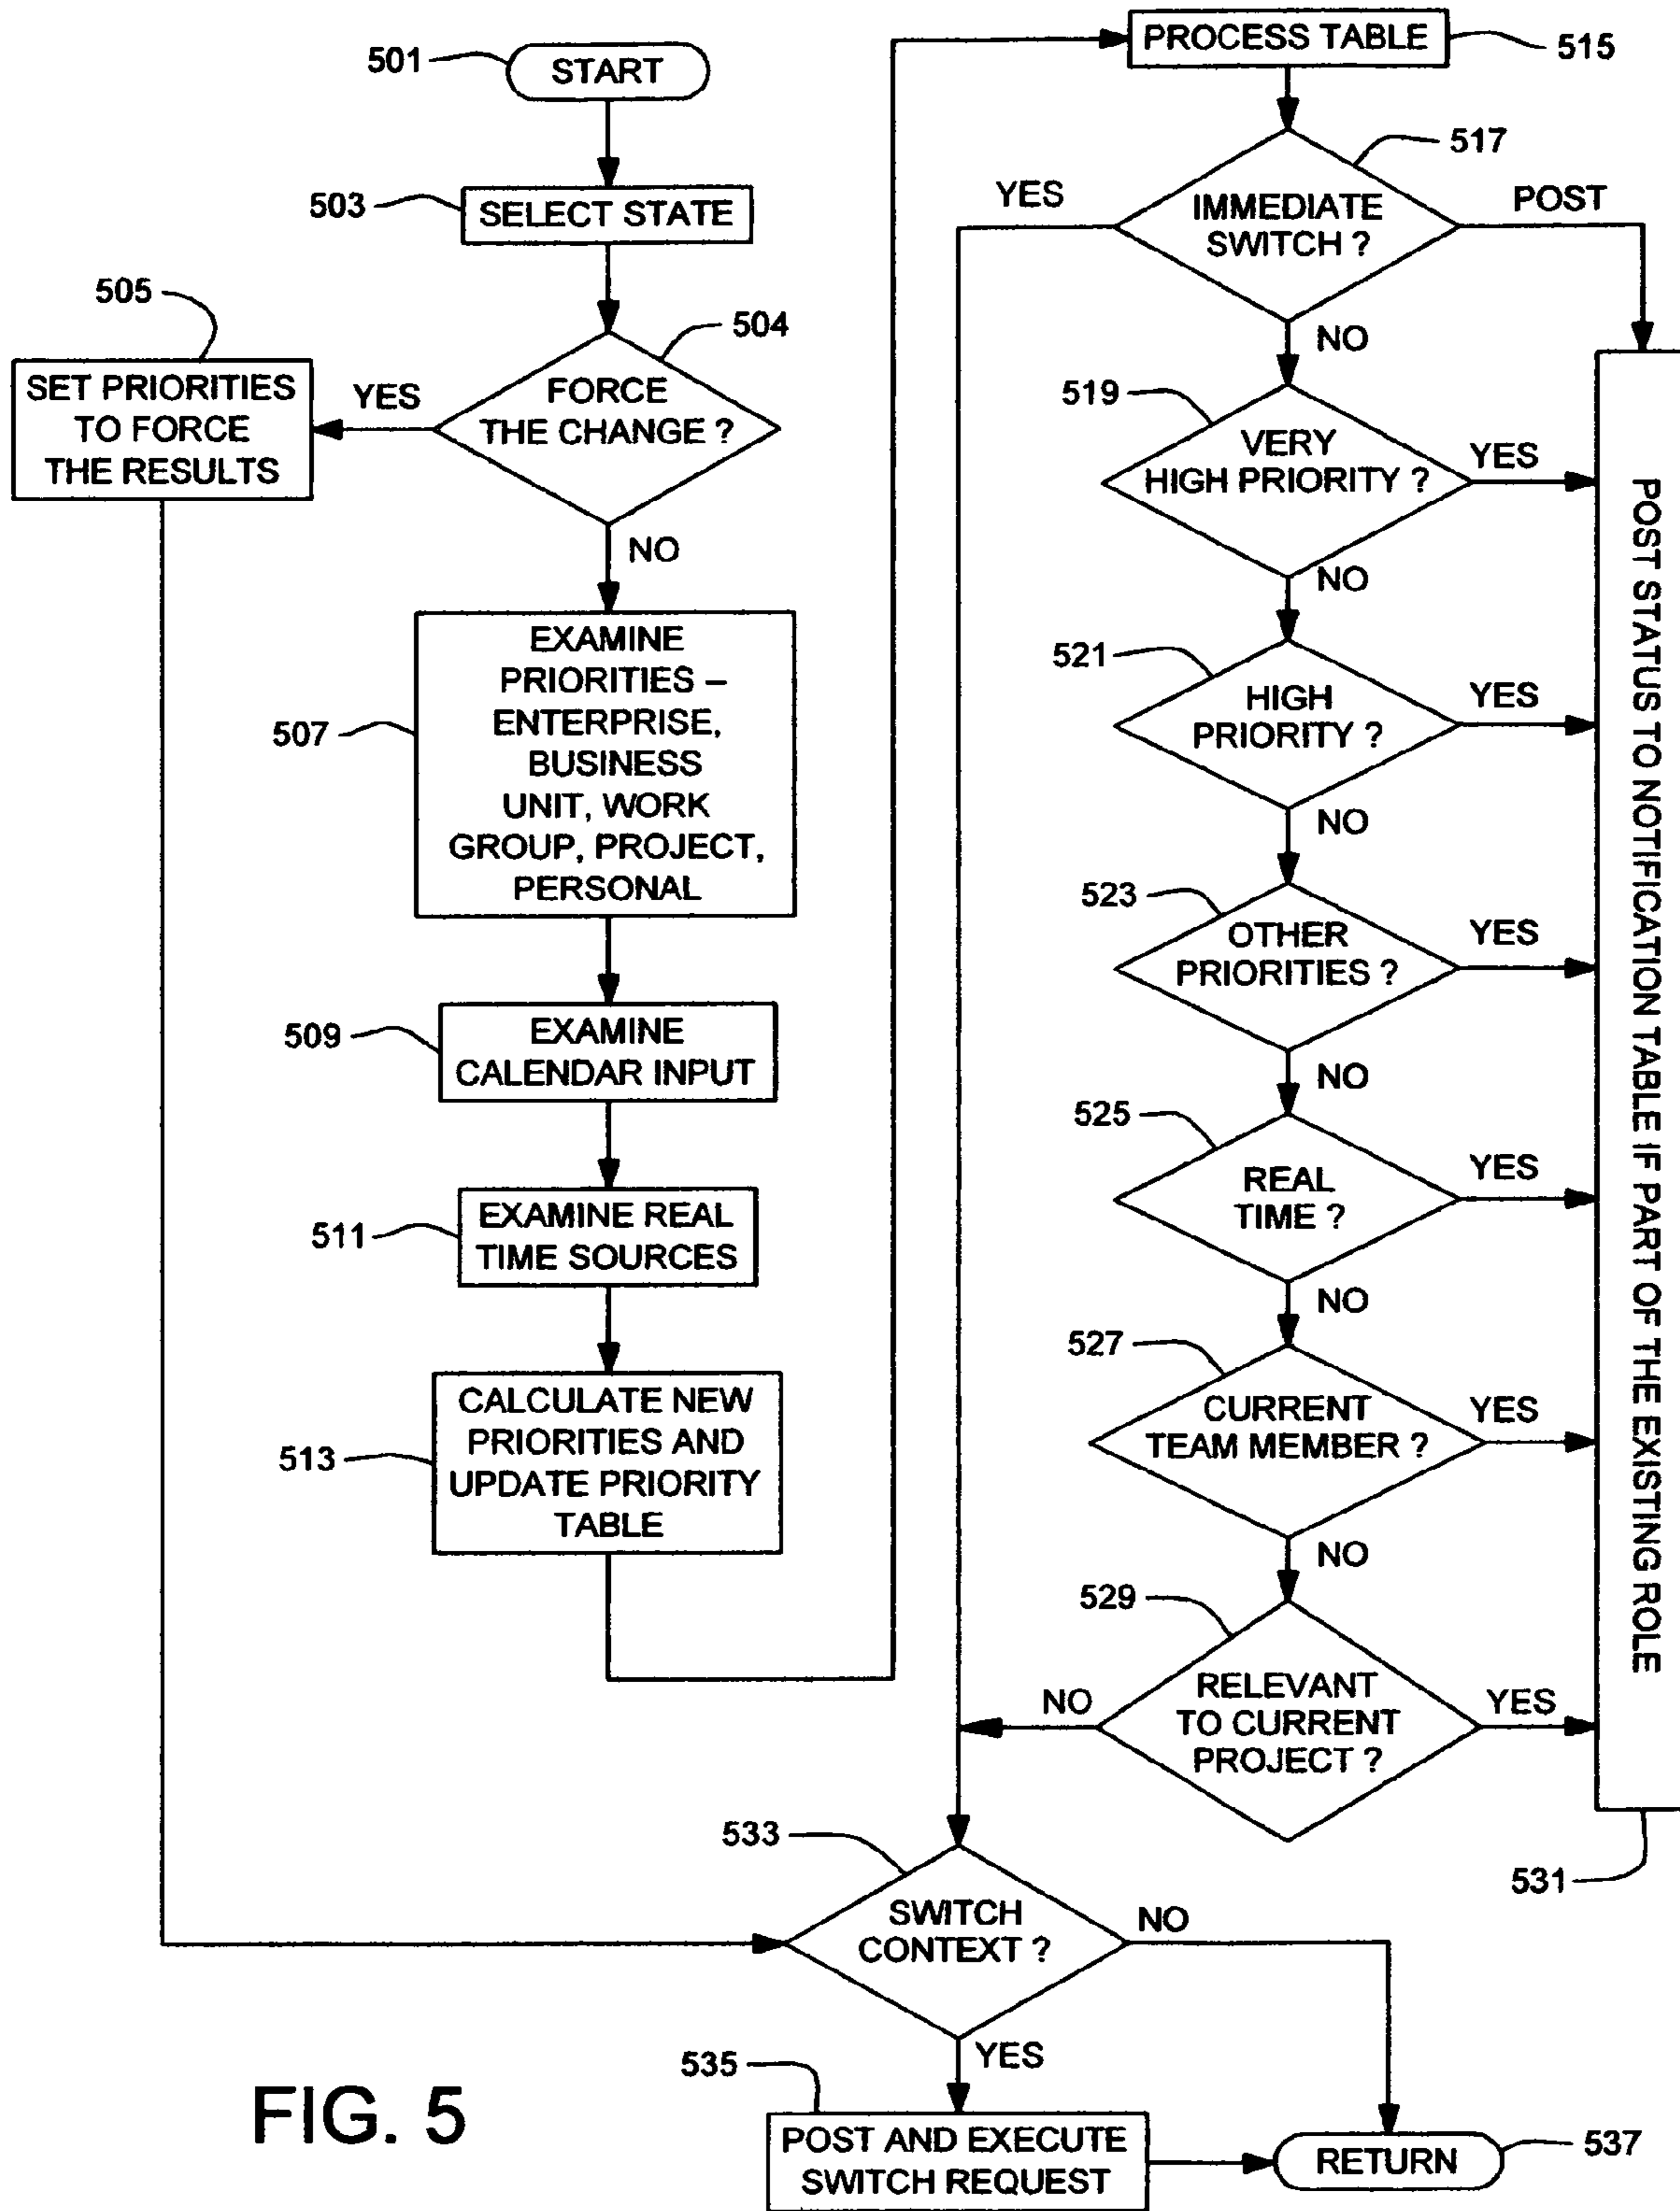 501
START
503
SELECT STATE
505
504
SET PRIORITIES
TO FORCE
THE RESULTS
YES
FORCE
THE CHANGE ?
NO
507
EXAMINE
PRIORITIES –
ENTERPRISE,
BUSINESS
UNIT, WORK
GROUP, PROJECT,
PERSONAL
509
EXAMINE
CALENDAR INPUT
511
EXAMINE REAL
TIME SOURCES
513
CALCULATE NEW
PRIORITIES AND
UPDATE PRIORITY
TABLE
PROCESS TABLE
515
517
YES
IMMEDIATE
SWITCH ?
POST
NO
519
VERY
HIGH PRIORITY ?
YES
NO
521
HIGH
PRIORITY ?
YES
NO
523
OTHER
PRIORITIES ?
YES
NO
525
REAL
TIME ?
YES
NO
527
CURRENT
TEAM MEMBER ?
YES
NO
529
NO
RELEVANT
TO CURRENT
PROJECT ?
YES
POST STATUS TO NOTIFICATION TABLE IF PART OF THE EXISTING ROLE
531
533
SWITCH
CONTEXT ?
NO
YES
535
POST AND EXECUTE
SWITCH REQUEST
RETURN
537
FIG. 5